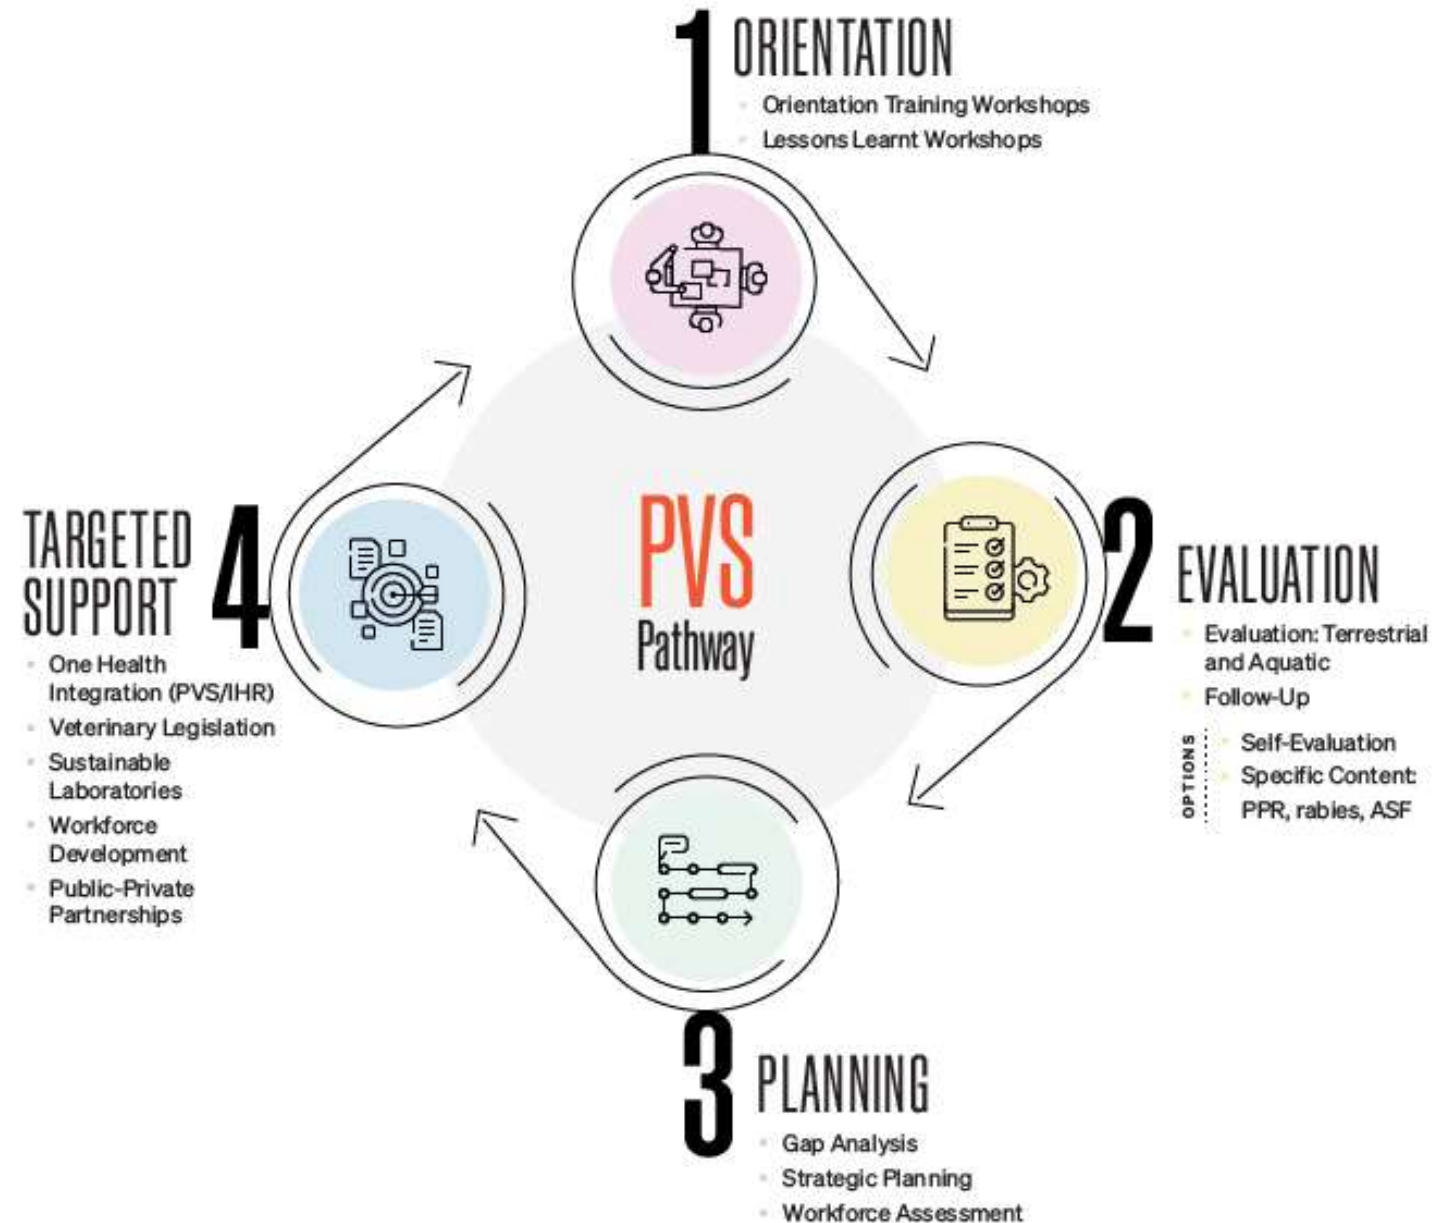 1 ORIENTATION
Orientation Training Workshops
Lessons Learnt Workshops
PVS
Pathway
2 EVALUATION
Evaluation: Terrestrial
and Aquatic
Follow-Up
OPTIONS
Self-Evaluation
Specific Content:
PPR, rabies, ASF
3 PLANNING
Gap Analysis
Strategic Planning
Workforce Assessment
TARGETED
SUPPORT 4
One Health
Integration (PVS/IHR)
Veterinary Legislation
Sustainable
Laboratories
Workforce
Development
Public-Private
Partnerships